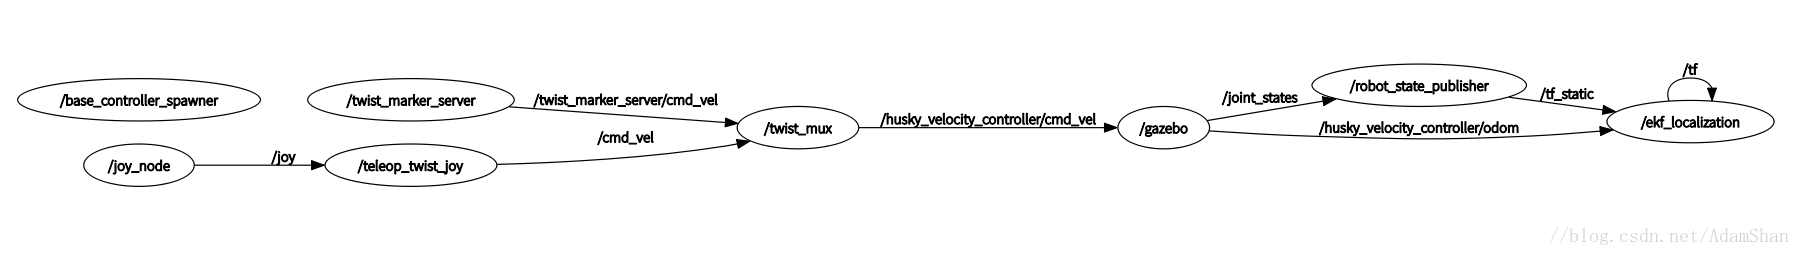 /tf
/robot_state_publisher
/base_controller_spawner
/twist_marker_server
/twist_marker_server/cmd_vel
/joint_states
/tf_static
/twist_mux
/husky_velocity_controller/cmd_vel
/gazebo
/husky_velocity_controller/odom
/ekf_localization
/cmd_vel
/joy_node
/joy
/teleop_twist_joy
//blog.csdn.net/AdamShan